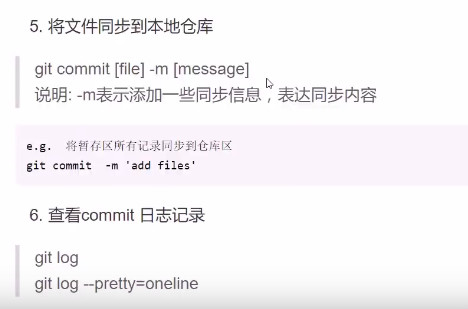 5. 将文件同步到本地仓库
git commit [file] -m [message]
说明: -m表示添加一些同步信息，表达同步内容
e.g. 将暂存区所有记录同步到仓库区
git commit -m 'add files'
6. 查看commit 日志记录
git log
git log --pretty=oneline